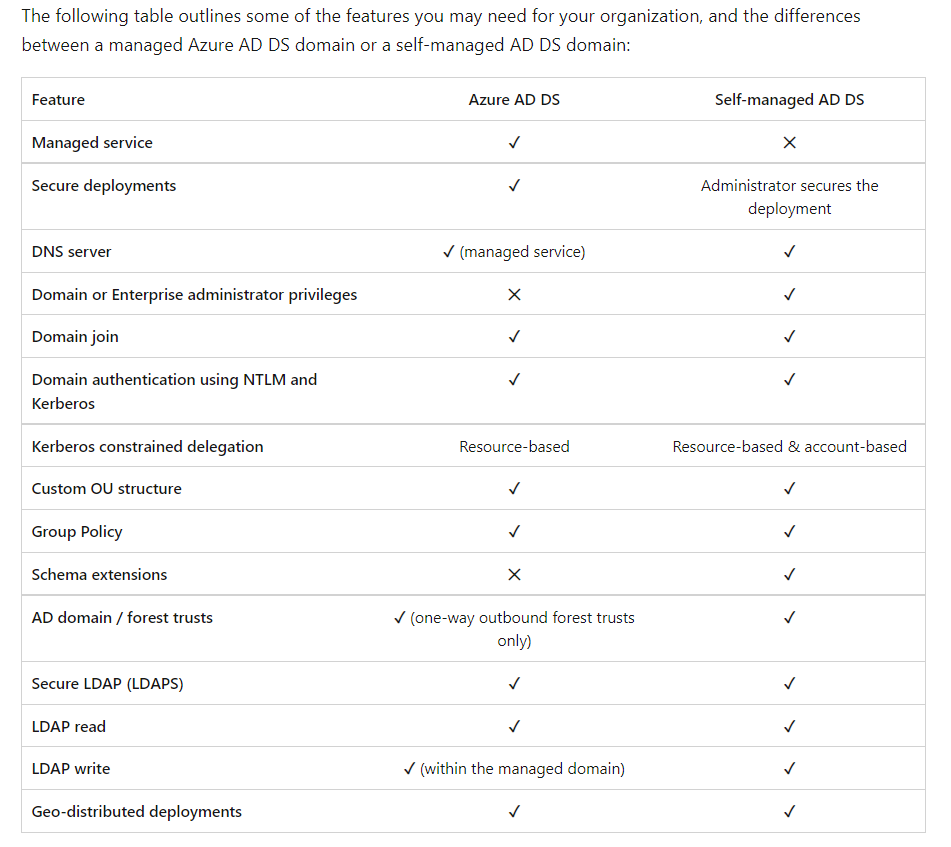 The following table outlines some of the features you may need for your organization, and the differences
between a managed Azure AD DS domain or a self-managed AD DS domain:
Feature Azure AD DS Self-managed AD DS
Managed service ✓ ✕
Secure deployments ✓ Administrator secures the
deployment
DNS server ✓ (managed service) ✓
Domain or Enterprise administrator privileges ✕ ✓
Domain join ✓ ✓
Domain authentication using NTLM and ✓ ✓
Kerberos
Kerberos constrained delegation Resource-based Resource-based & account-based
Custom OU structure ✓ ✓
Group Policy ✓ ✓
Schema extensions ✕ ✓
AD domain / forest trusts ✓ (one-way outbound forest trusts ✓
only)
Secure LDAP (LDAPS) ✓ ✓
LDAP read ✓ ✓
LDAP write ✓ (within the managed domain) ✓
Geo-distributed deployments ✓ ✓